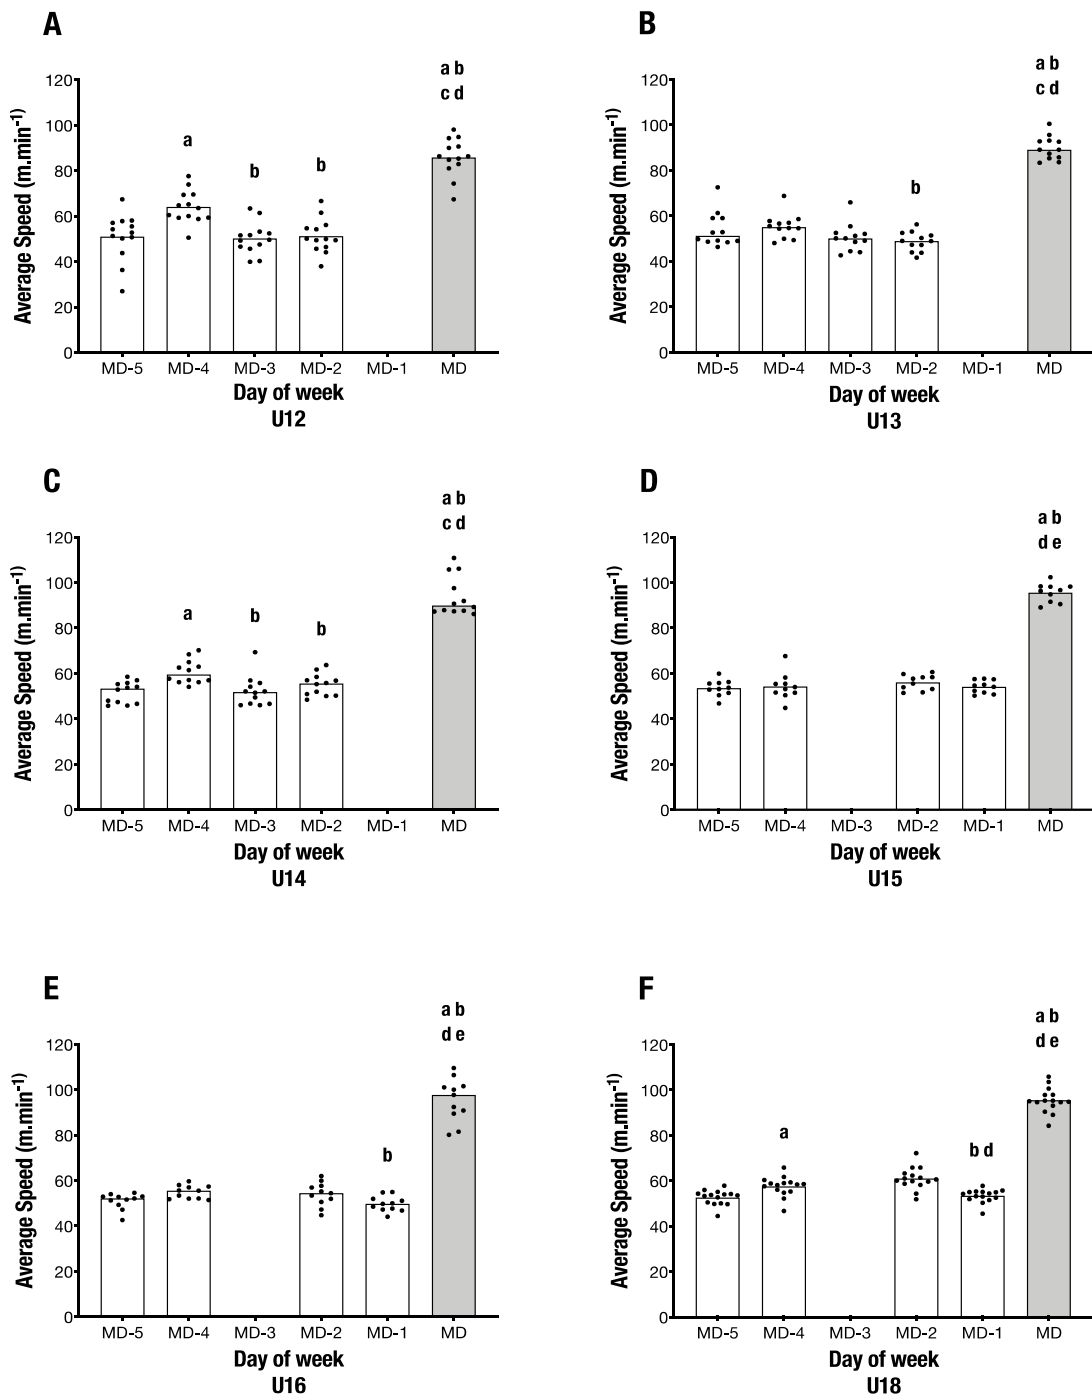 A
a b
c d
a
b
b
Average Speed (m.min⁻¹)
120
100
80
60
40
20
0
MD-5 MD-4 MD-3 MD-2 MD-1 MD
Day of week
U12
B
a b
c d
b
Average Speed (m.min⁻¹)
120
100
80
60
40
20
0
MD-5 MD-4 MD-3 MD-2 MD-1 MD
Day of week
U13
C
a b
c d
a
b
b
Average Speed (m.min⁻¹)
120
100
80
60
40
20
0
MD-5 MD-4 MD-3 MD-2 MD-1 MD
Day of week
U14
D
a b
d e
Average Speed (m.min⁻¹)
120
100
80
60
40
20
0
MD-5 MD-4 MD-3 MD-2 MD-1 MD
Day of week
U15
E
a b
d e
b
Average Speed (m.min⁻¹)
120
100
80
60
40
20
0
MD-5 MD-4 MD-3 MD-2 MD-1 MD
Day of week
U16
F
a b
d e
a
b d
Average Speed (m.min⁻¹)
120
100
80
60
40
20
0
MD-5 MD-4 MD-3 MD-2 MD-1 MD
Day of week
U18